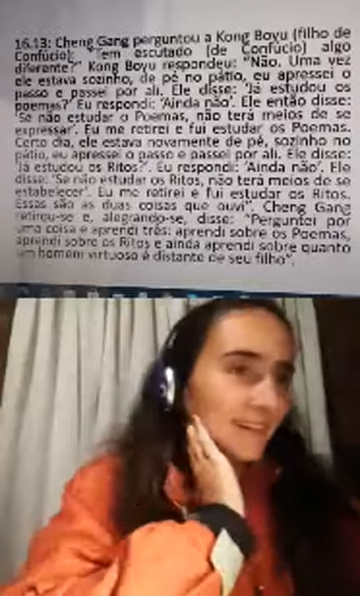 16.13: Cheng Gang perguntou a Kong Boyu (filho de
Confúcio): "Tem escutado (de Confúcio) algo
diferente?" Kong Boyu respondeu: "Não. Uma vez
ele estava sozinho, de pé no pátio, eu apressei o
passo e passei por ali. Ele disse: 'Já estudou os
poemas?' Eu respondi: 'Ainda não'. Ele então disse:
'Se não estudar o Poemas, não terá meios de se
expressar'. Eu me retirei e fui estudar os Poemas.
Certo dia, ele estava novamente de pé, sozinho no
pátio, eu apressei o passo e passei por ali. Ele disse:
'Já estudou os Ritos?'. Eu respondi: 'Ainda não'. Ele
disse: 'Se não estudar os Ritos, não terá meios de se
estabelecer'. Eu me retirei e fui estudar os Ritos.
Essas são as duas coisas que ouvi". Cheng Gang
retirou-se e, alegrando-se, disse: "Perguntei por
uma coisa e aprendi três: aprendi sobre os Poemas,
aprendi sobre os Ritos e ainda aprendi sobre quanto
um homem virtuoso é distante de seu filho".